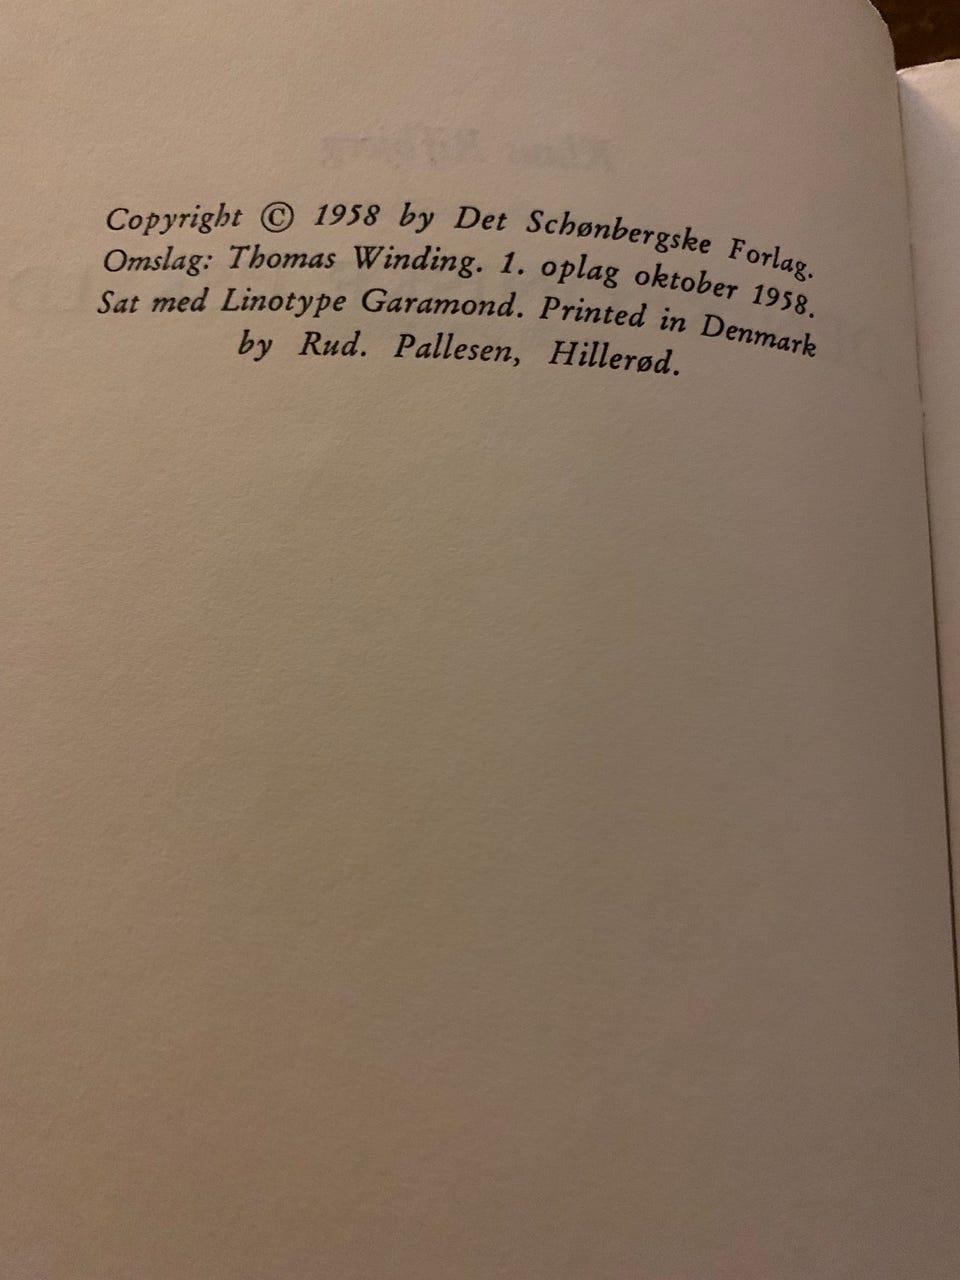 Copyright © 1958 by Det Schønbergske Forlag.
Omslag: Thomas Winding. 1. oplag oktober 1958.
Sat med Linotype Garamond. Printed in Denmark
by Rud. Pallesen, Hillerød.